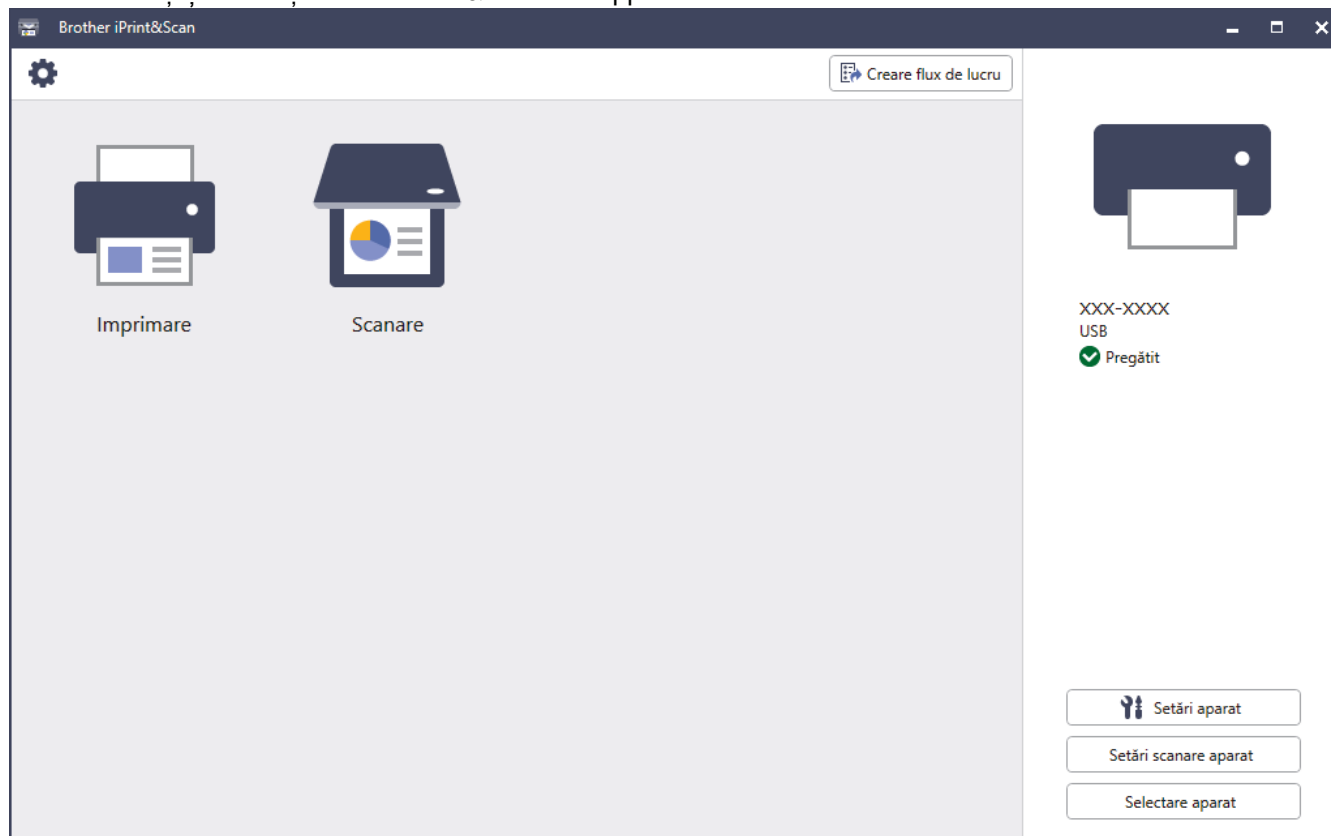 Brother iPrint&Scan
Creare flux de lucru
Imprimare
Scanare
XXX-XXXX
USB
Pregătit
Setări aparat
Setări scanare aparat
Selectare aparat